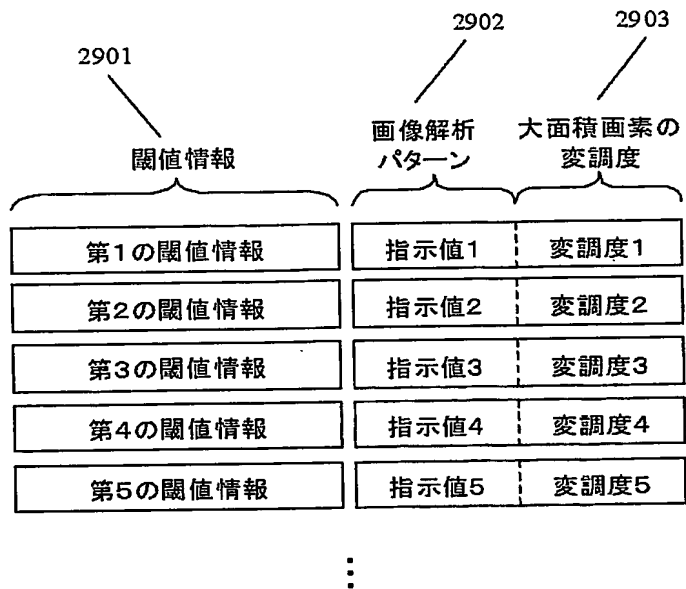 2901
2902
2903
閾値情報
画像解析
パターン
大面積画素の
変調度
第1の閾値情報 指示値1 変調度1
第2の閾値情報 指示値2 変調度2
第3の閾値情報 指示値3 変調度3
第4の閾値情報 指示値4 変調度4
第5の閾値情報 指示値5 変調度5
⋮